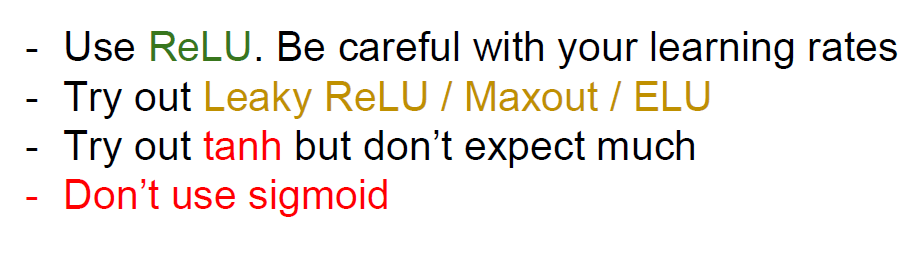 - Use ReLU. Be careful with your learning rates
- Try out Leaky ReLU / Maxout / ELU
- Try out tanh but don’t expect much
- Don’t use sigmoid